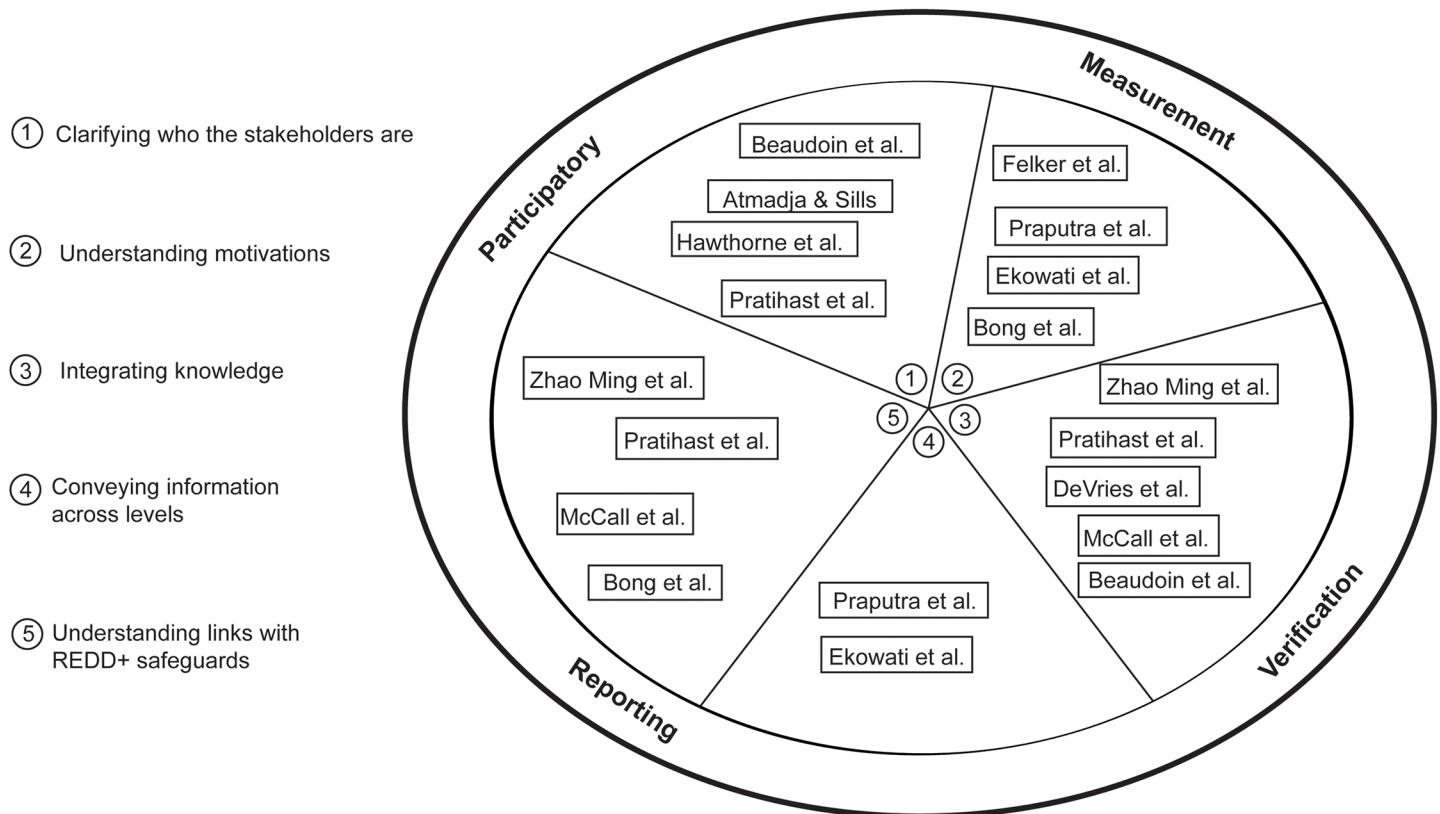 ① Clarifying who the stakeholders are
② Understanding motivations
③ Integrating knowledge
④ Conveying information
across levels
⑤ Understanding links with
REDD+ safeguards
Participatory
Measurement
Verification
Reporting
Beaudoin et al.
Atmadja & Sills
Hawthorne et al.
Pratihast et al.
①
Felker et al.
Praputra et al.
Ekowati et al.
Bong et al.
②
Zhao Ming et al.
Pratihast et al.
DeVries et al.
McCall et al.
Beaudoin et al.
③
④
Praputra et al.
Ekowati et al.
⑤
Zhao Ming et al.
Pratihast et al.
McCall et al.
Bong et al.